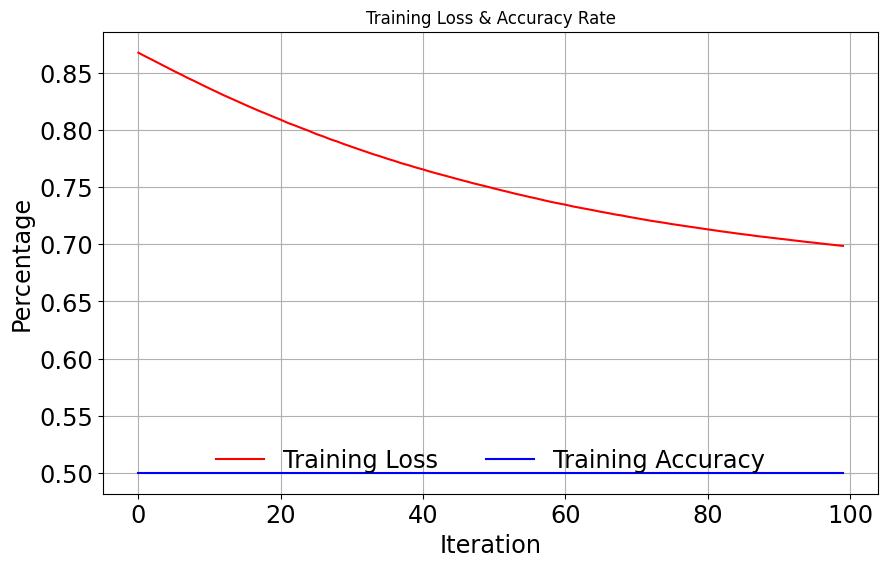 Training Loss & Accuracy Rate
Percentage
0.85
0.80
0.75
0.70
0.65
0.60
0.55
0.50
Training Loss Training Accuracy
0 20 40 60 80 100
Iteration